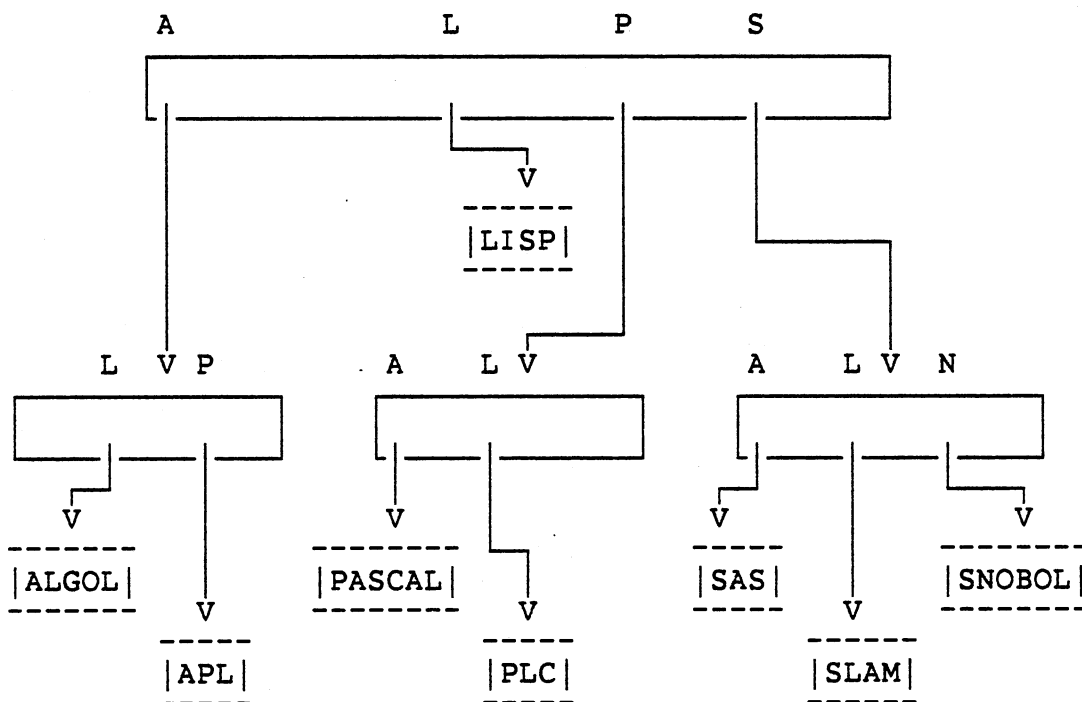 A L P S
V
|LISP|
L V P A L V A L V N
V V V V
|ALGOL| |PASCAL| |SAS| |SNOBOL|
V V V
|APL| |PLC| |SLAM|